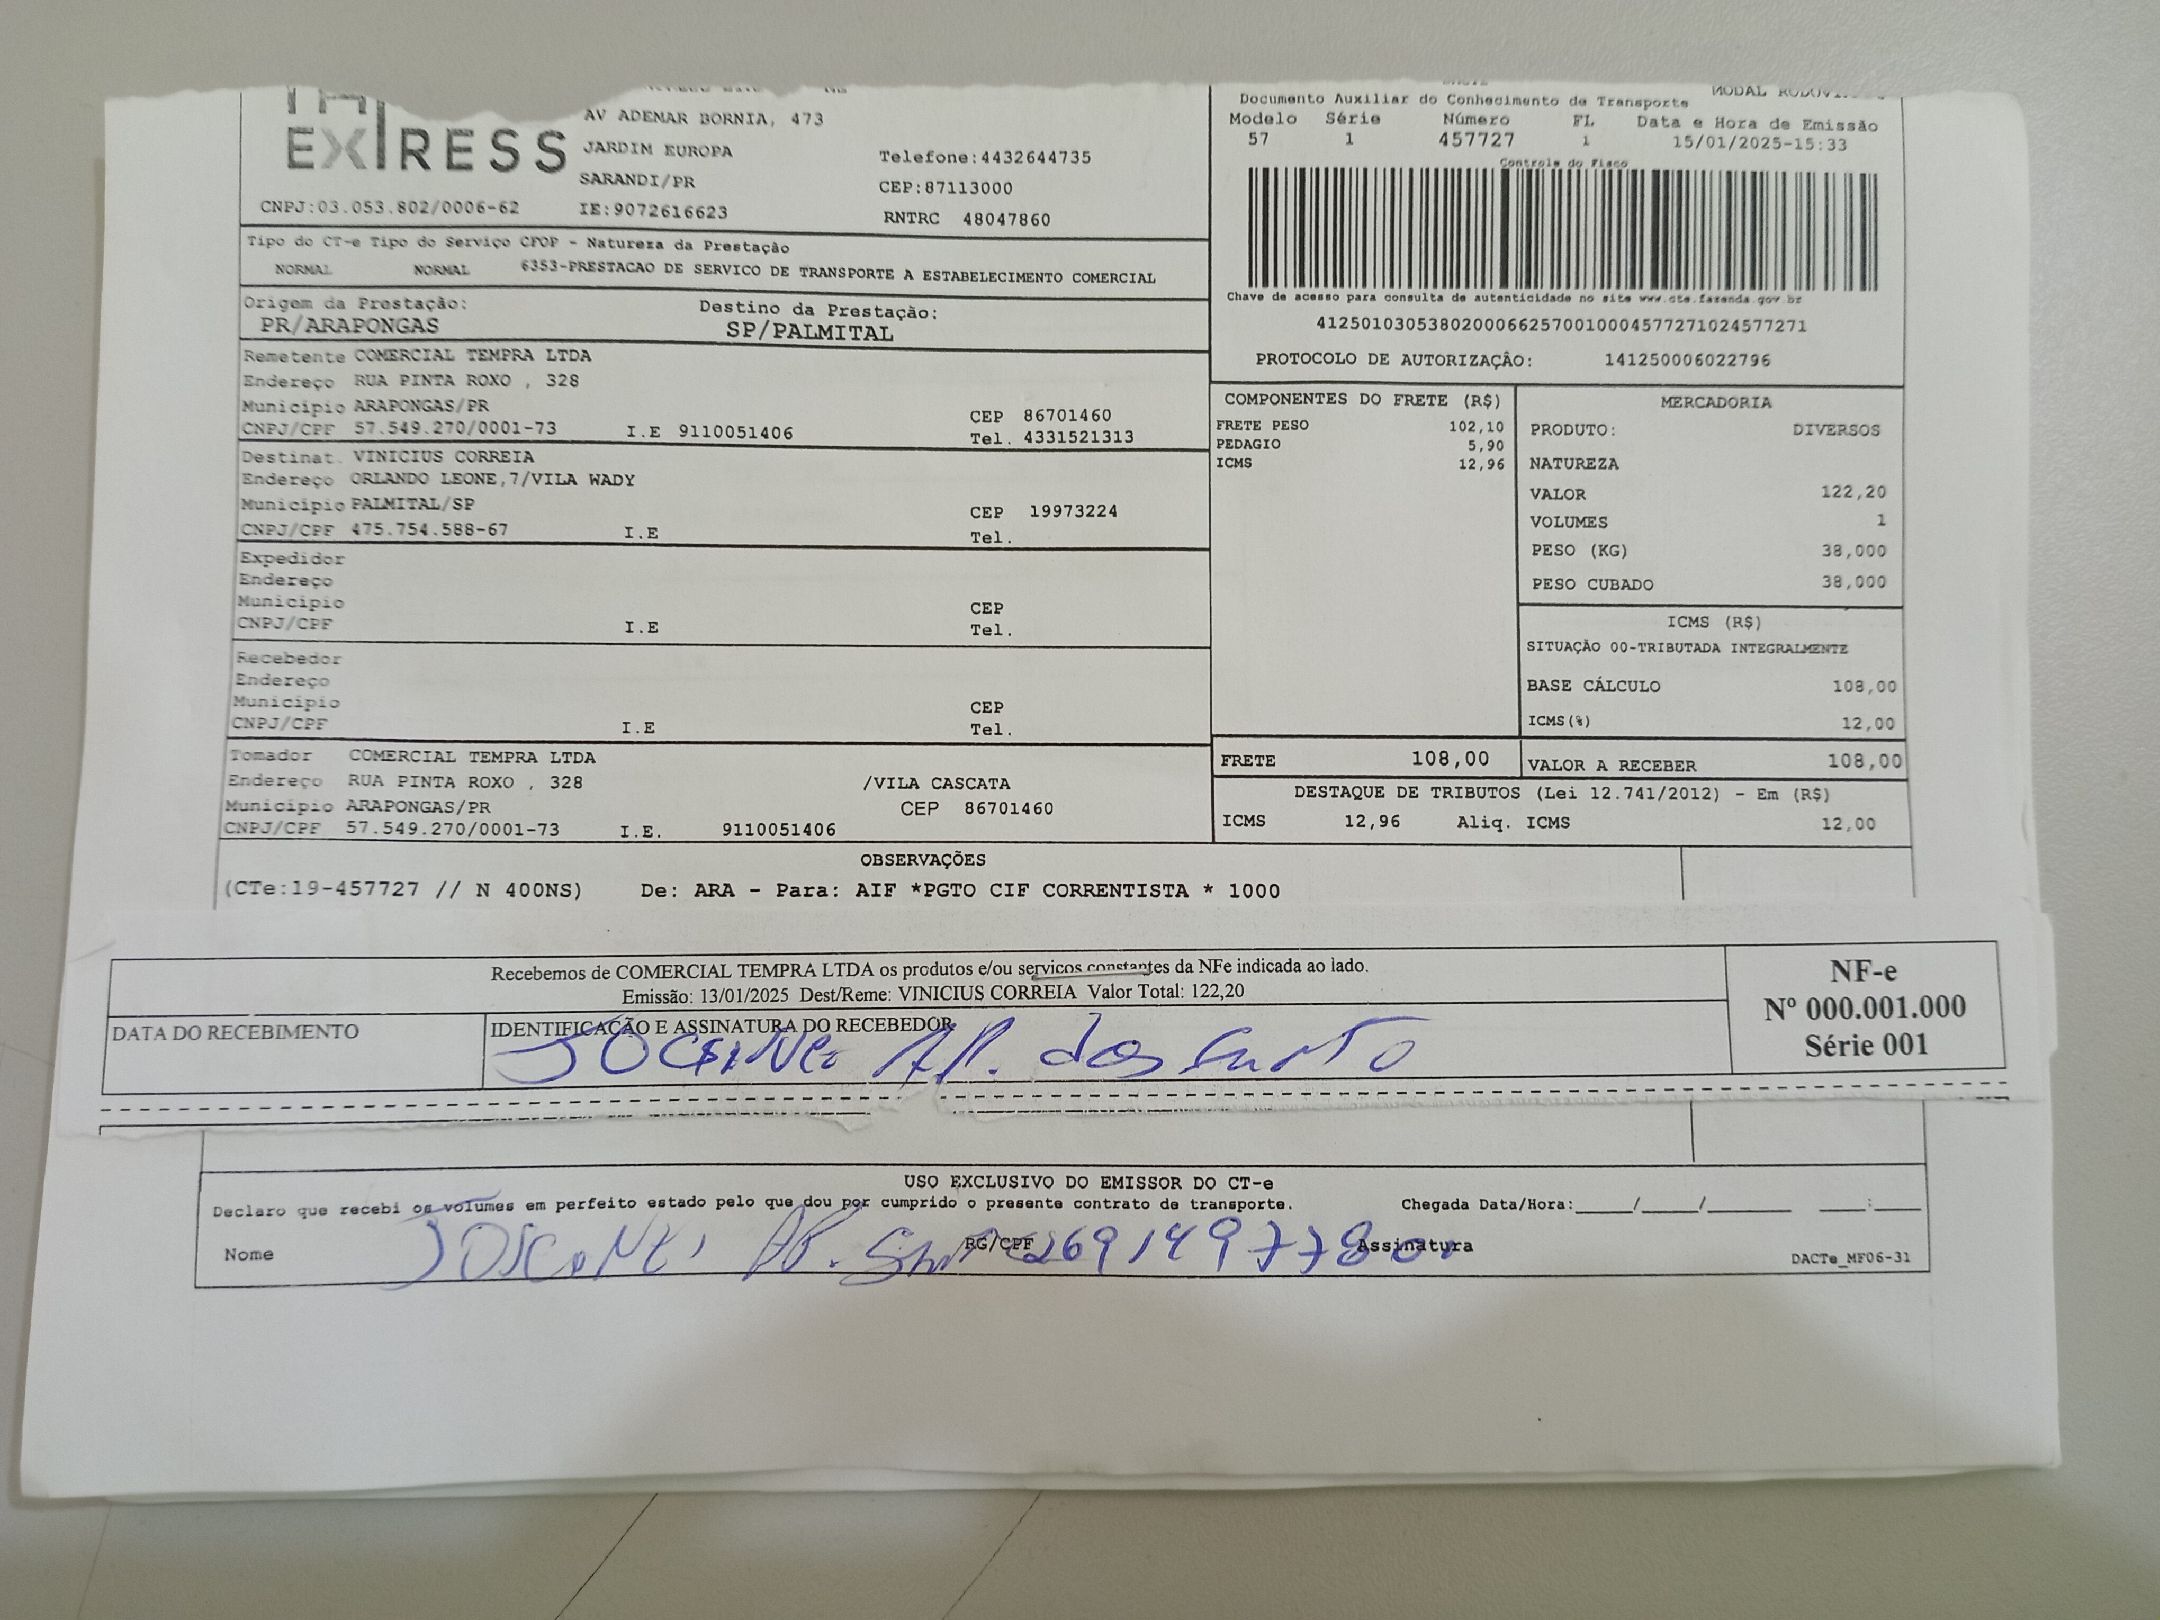 EXPRESS
AV ADEMAR BORNIA, 473
JARDIM EUROPA
Telefone:4432644735
SARANDI/PR
CEP:87113000
CNPJ:03.053.802/0006-62
IE:9072616623
RNTRC 48047860
MODAL
Documento Auxiliar do Conhecimento de Transporte
Modelo Série Número FL Data e Hora de Emissão
57 1 457727 1 15/01/2025-15:33
Controle do Fisco
Chave de acesso para consulta de autenticidade no site www.cte.fazenda.gov.br
41250103053802000662570010004577271024577271
PROTOCOLO DE AUTORIZAÇÃO: 141250006022796
Tipo do CT-e Tipo do Serviço CFOP - Natureza da Prestação
NORMAL NORMAL 6353-PRESTACAO DE SERVICO DE TRANSPORTE A ESTABELECIMENTO COMERCIAL
Origem da Prestação: Destino da Prestação:
PR/ARAPONGAS SP/PALMITAL
Remetente COMERCIAL TEMPRA LTDA
Endereço RUA PINTA ROXO , 328
Município ARAPONGAS/PR CEP 86701460
CNPJ/CPF 57.549.270/0001-73 I.E 9110051406 Tel. 4331521313
Destinat. VINICIUS CORREIA
Endereço ORLANDO LEONE,7/VILA WADY
Município PALMITAL/SP CEP 19973224
CNPJ/CPF 475.754.588-67 I.E Tel.
Expedidor
Endereço
Município CEP
CNPJ/CPF I.E Tel.
Recebedor
Endereço
Município CEP
CNPJ/CPF I.E Tel.
Tomador COMERCIAL TEMPRA LTDA
Endereço RUA PINTA ROXO , 328 /VILA CASCATA
Município ARAPONGAS/PR CEP 86701460
CNPJ/CPF 57.549.270/0001-73 I.E. 9110051406
COMPONENTES DO FRETE (R$)
FRETE PESO 102,10
PEDAGIO 5,90
ICMS 12,96
MERCADORIA
PRODUTO: DIVERSOS
NATUREZA
VALOR 122,20
VOLUMES 1
PESO (KG) 38,000
PESO CUBADO 38,000
ICMS (R$)
SITUAÇÃO 00-TRIBUTADA INTEGRALMENTE
BASE CÁLCULO 108,00
ICMS(%) 12,00
FRETE 108,00 VALOR A RECEBER 108,00
DESTAQUE DE TRIBUTOS (Lei 12.741/2012) - Em (R$)
ICMS 12,96 Aliq. ICMS 12,00
OBSERVAÇÕES
(CTe:19-457727 // N 400NS) De: ARA - Para: AIF *PGTO CIF CORRENTISTA * 1000
Recebemos de COMERCIAL TEMPRA LTDA os produtos e/ou serviços constantes da NFe indicada ao lado.
Emissão: 13/01/2025 Dest/Reme: VINICIUS CORREIA Valor Total: 122,20
NF-e
Nº 000.001.000
Série 001
DATA DO RECEBIMENTO
IDENTIFICAÇÃO E ASSINATURA DO RECEBEDOR
AP. dos
USO EXCLUSIVO DO EMISSOR DO CT-e
Declaro que recebi os volumes em perfeito estado pelo que dou por cumprido o presente contrato de transporte. Chegada Data/Hora:_____/_____/_______ ____:____
Nome AP. RG/CPF Assinatura
DACTe_MF06-31